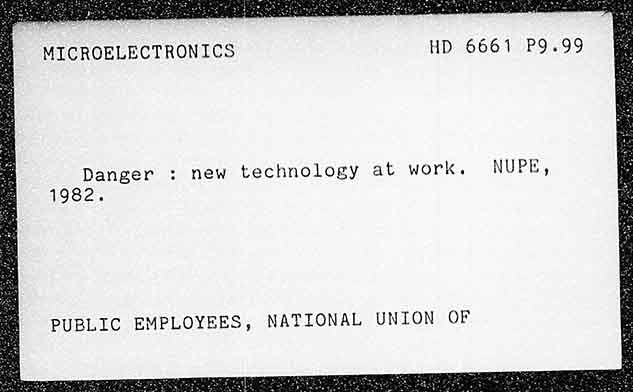 MICROELECTRONICS HD 6661 P9.99
Danger : new technology at work. NUPE,
1982.
PUBLIC EMPLOYEES, NATIONAL UNION OF